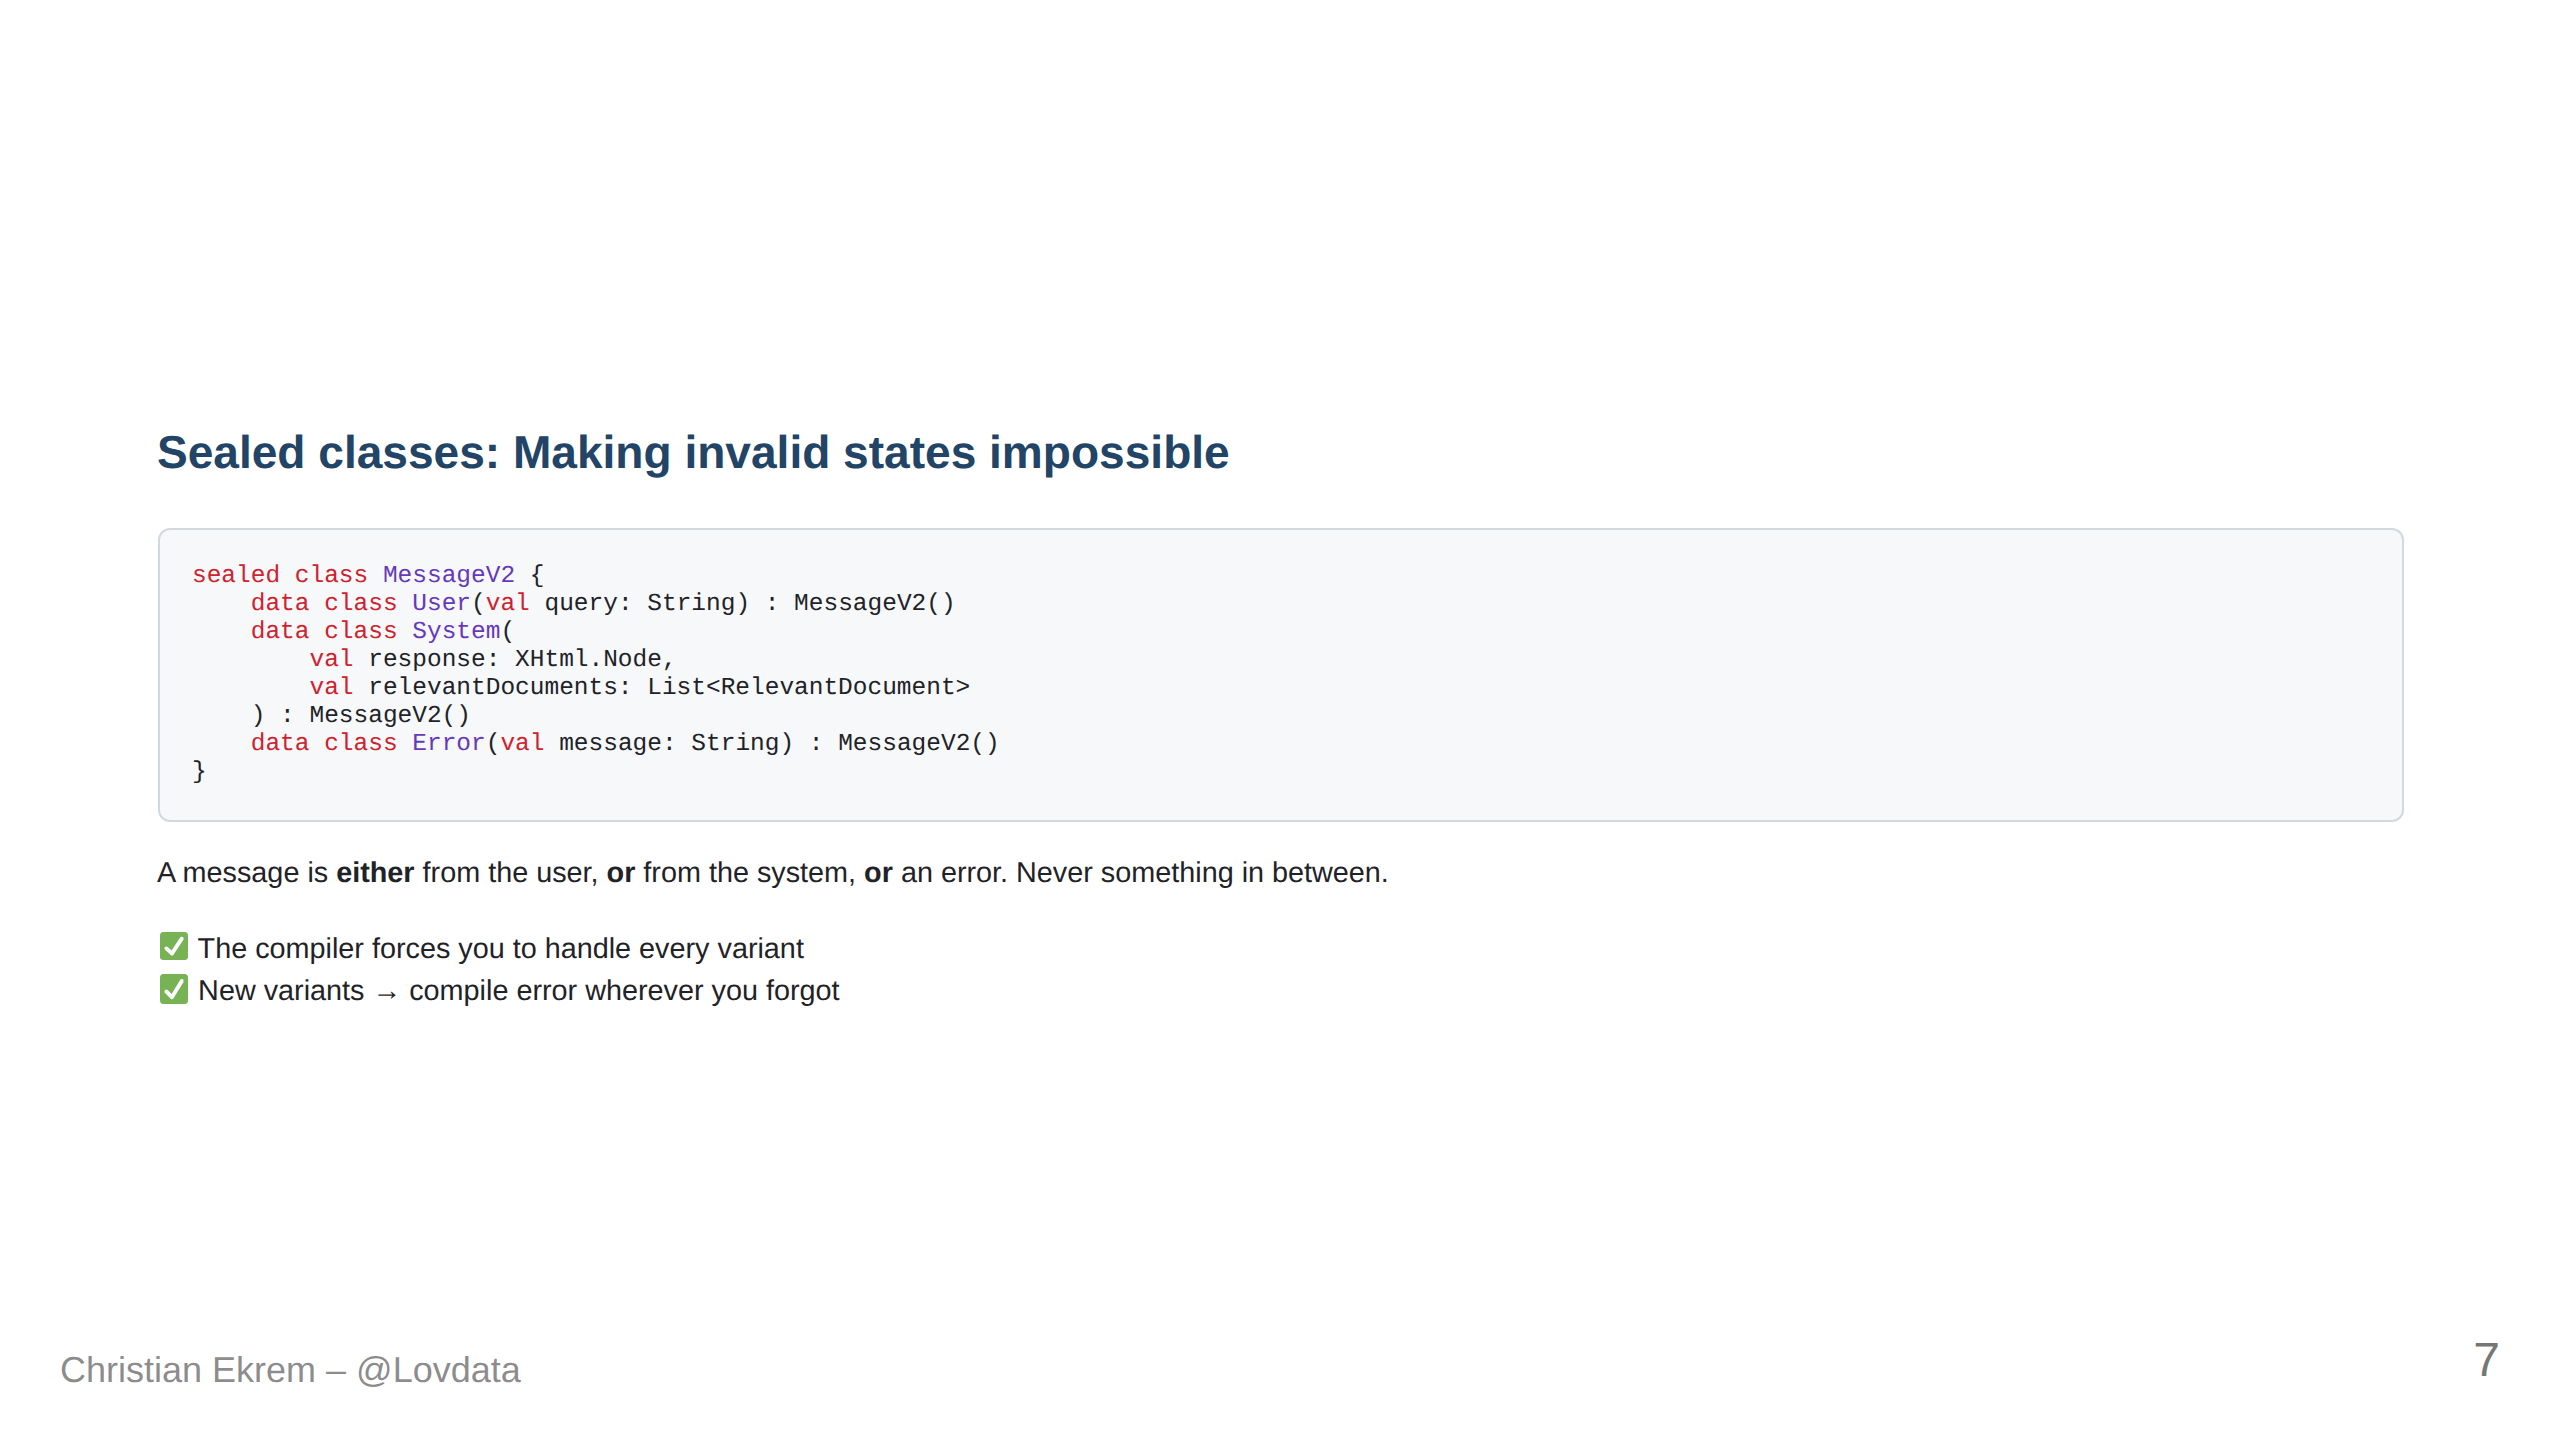 Sealed classes: Making invalid states impossible
sealed class MessageV2 {
    data class User(val query: String) : MessageV2()
    data class System(
        val response: XHtml.Node,
        val relevantDocuments: List<RelevantDocument>
    ) : MessageV2()
    data class Error(val message: String) : MessageV2()
}
A message is either from the user, or from the system, or an error. Never something in between.
✅ The compiler forces you to handle every variant
✅ New variants → compile error wherever you forgot
Christian Ekrem – @Lovdata
7